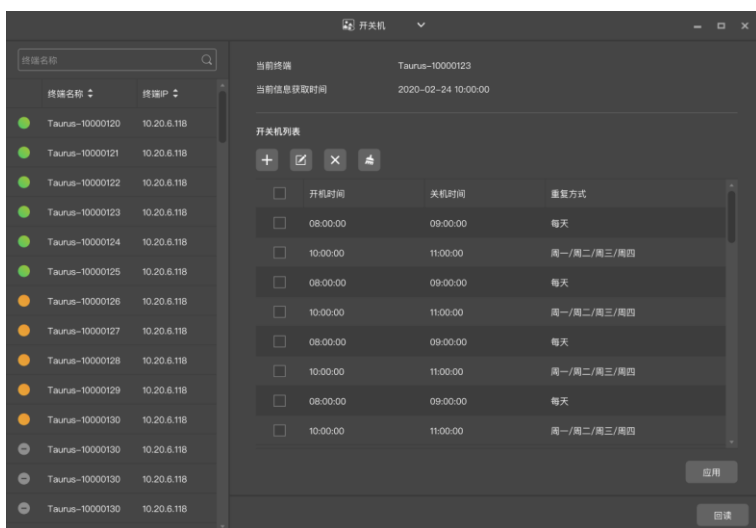 开关机
终端名称
终端名称 终端IP
Taurus-10000120 10.20.6.118
Taurus-10000121 10.20.6.118
Taurus-10000122 10.20.6.118
Taurus-10000123 10.20.6.118
Taurus-10000124 10.20.6.118
Taurus-10000125 10.20.6.118
Taurus-10000126 10.20.6.118
Taurus-10000127 10.20.6.118
Taurus-10000128 10.20.6.118
Taurus-10000129 10.20.6.118
Taurus-10000130 10.20.6.118
Taurus-10000130 10.20.6.118
Taurus-10000130 10.20.6.118
Taurus-10000130 10.20.6.118
当前终端 Taurus-10000123
当前信息获取时间 2020-02-24 10:00:00
开关机列表
开机时间 关机时间 重复方式
08:00:00 09:00:00 每天
10:00:00 11:00:00 周一/周二/周三/周四
08:00:00 09:00:00 每天
10:00:00 11:00:00 周一/周二/周三/周四
08:00:00 09:00:00 每天
10:00:00 11:00:00 周一/周二/周三/周四
08:00:00 09:00:00 每天
10:00:00 11:00:00 周一/周二/周三/周四
应用
回读